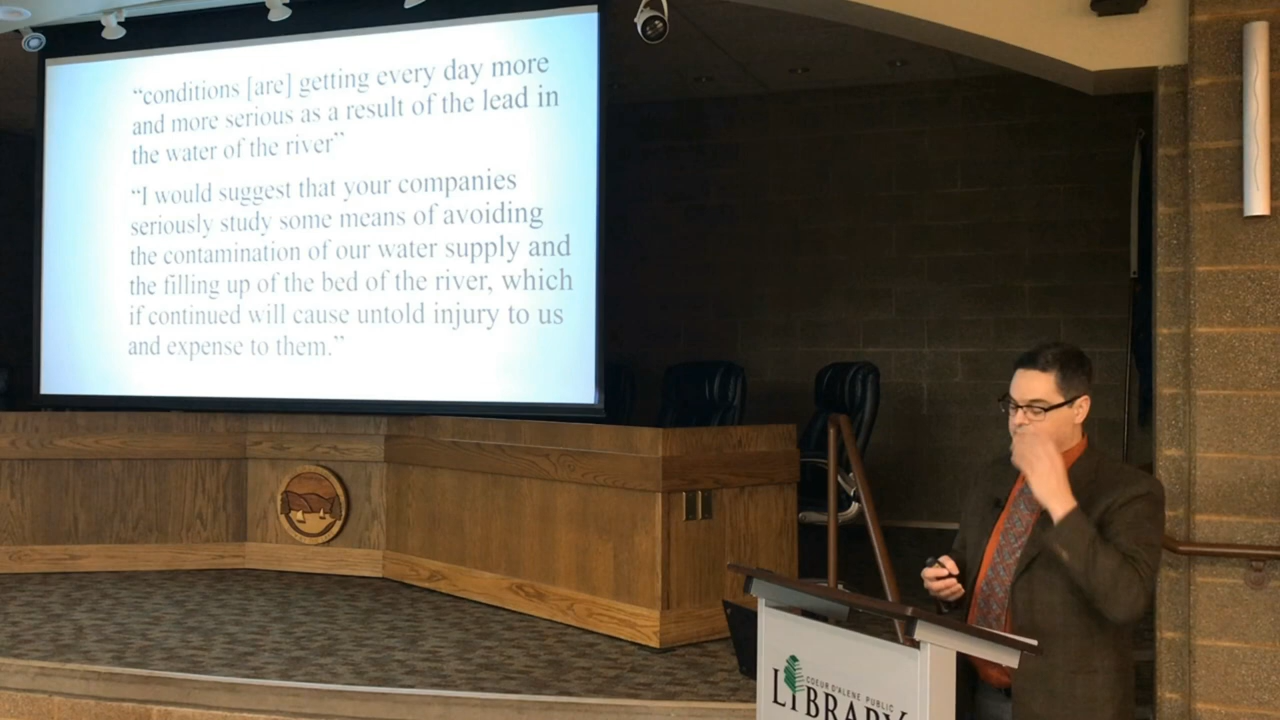 “conditions [are] getting every day more
and more serious as a result of the lead in
the water of the river”
“I would suggest that your companies
seriously study some means of avoiding
the contamination of our water supply and
the filling up of the bed of the river, which
if continued will cause untold injury to us
and expense to them.”
COEUR D'ALENE PUBLIC
LIBRARY